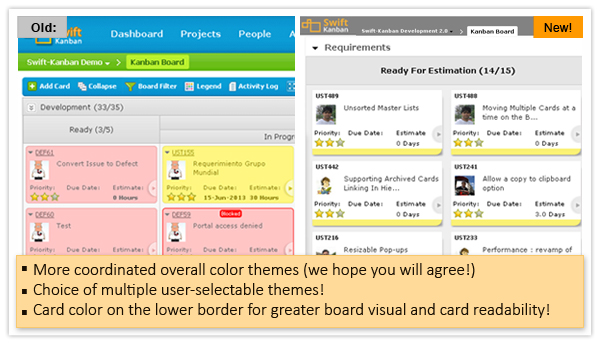 Old:
Swift
Kanban
Dashboard Projects People A
Swift-Kanban Demo
Kanban Board
Add Card Collapse Board Filter Legend Activity Log
Development (33/35)
Ready (3/5)
In Progr
DEF61
Convert Issue to Defect
Priority: Due Date: Estimate:
0 Hours
UST155
Requerimiento Grupo
Mundial
Priority: Due Date: Estimate:
15-Jun-2013 30 Hours
DEF60
Test
Priority: Due Date: Estimate:
DEF59
Blocked
Portal access denied
Priority: Due Date: Estimate:
New!
Swift
Kanban
Swift-Kanban Development 2.0
Kanban Board
Requirements
Ready For Estimation (14/15)
UST489
Unsorted Master Lists
Priority: Due Date: Estimate
0 Days
UST488
Moving Multiple Cards at a
time on the B...
Priority: Due Date: Estimate
0 Days
UST442
Supporting Archived Cards
Linking In Hie...
Priority: Due Date: Estimate
0 Days
UST241
Allow a copy to clipboard
option
Priority: Due Date: Estimate
3.0 Days
UST216
Resizable Pop-ups
UST233
Performance : revamp of
More coordinated overall color themes (we hope you will agree!)
Choice of multiple user-selectable themes!
Card color on the lower border for greater board visual and card readability!